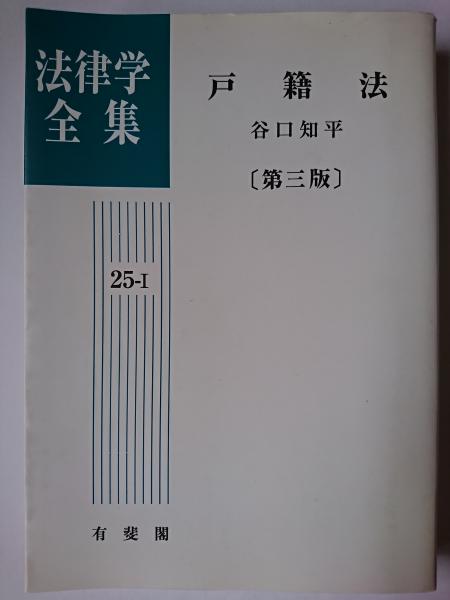 法律学
全集
戸籍法
谷口知平
〔第三版〕
25-I
有斐閣